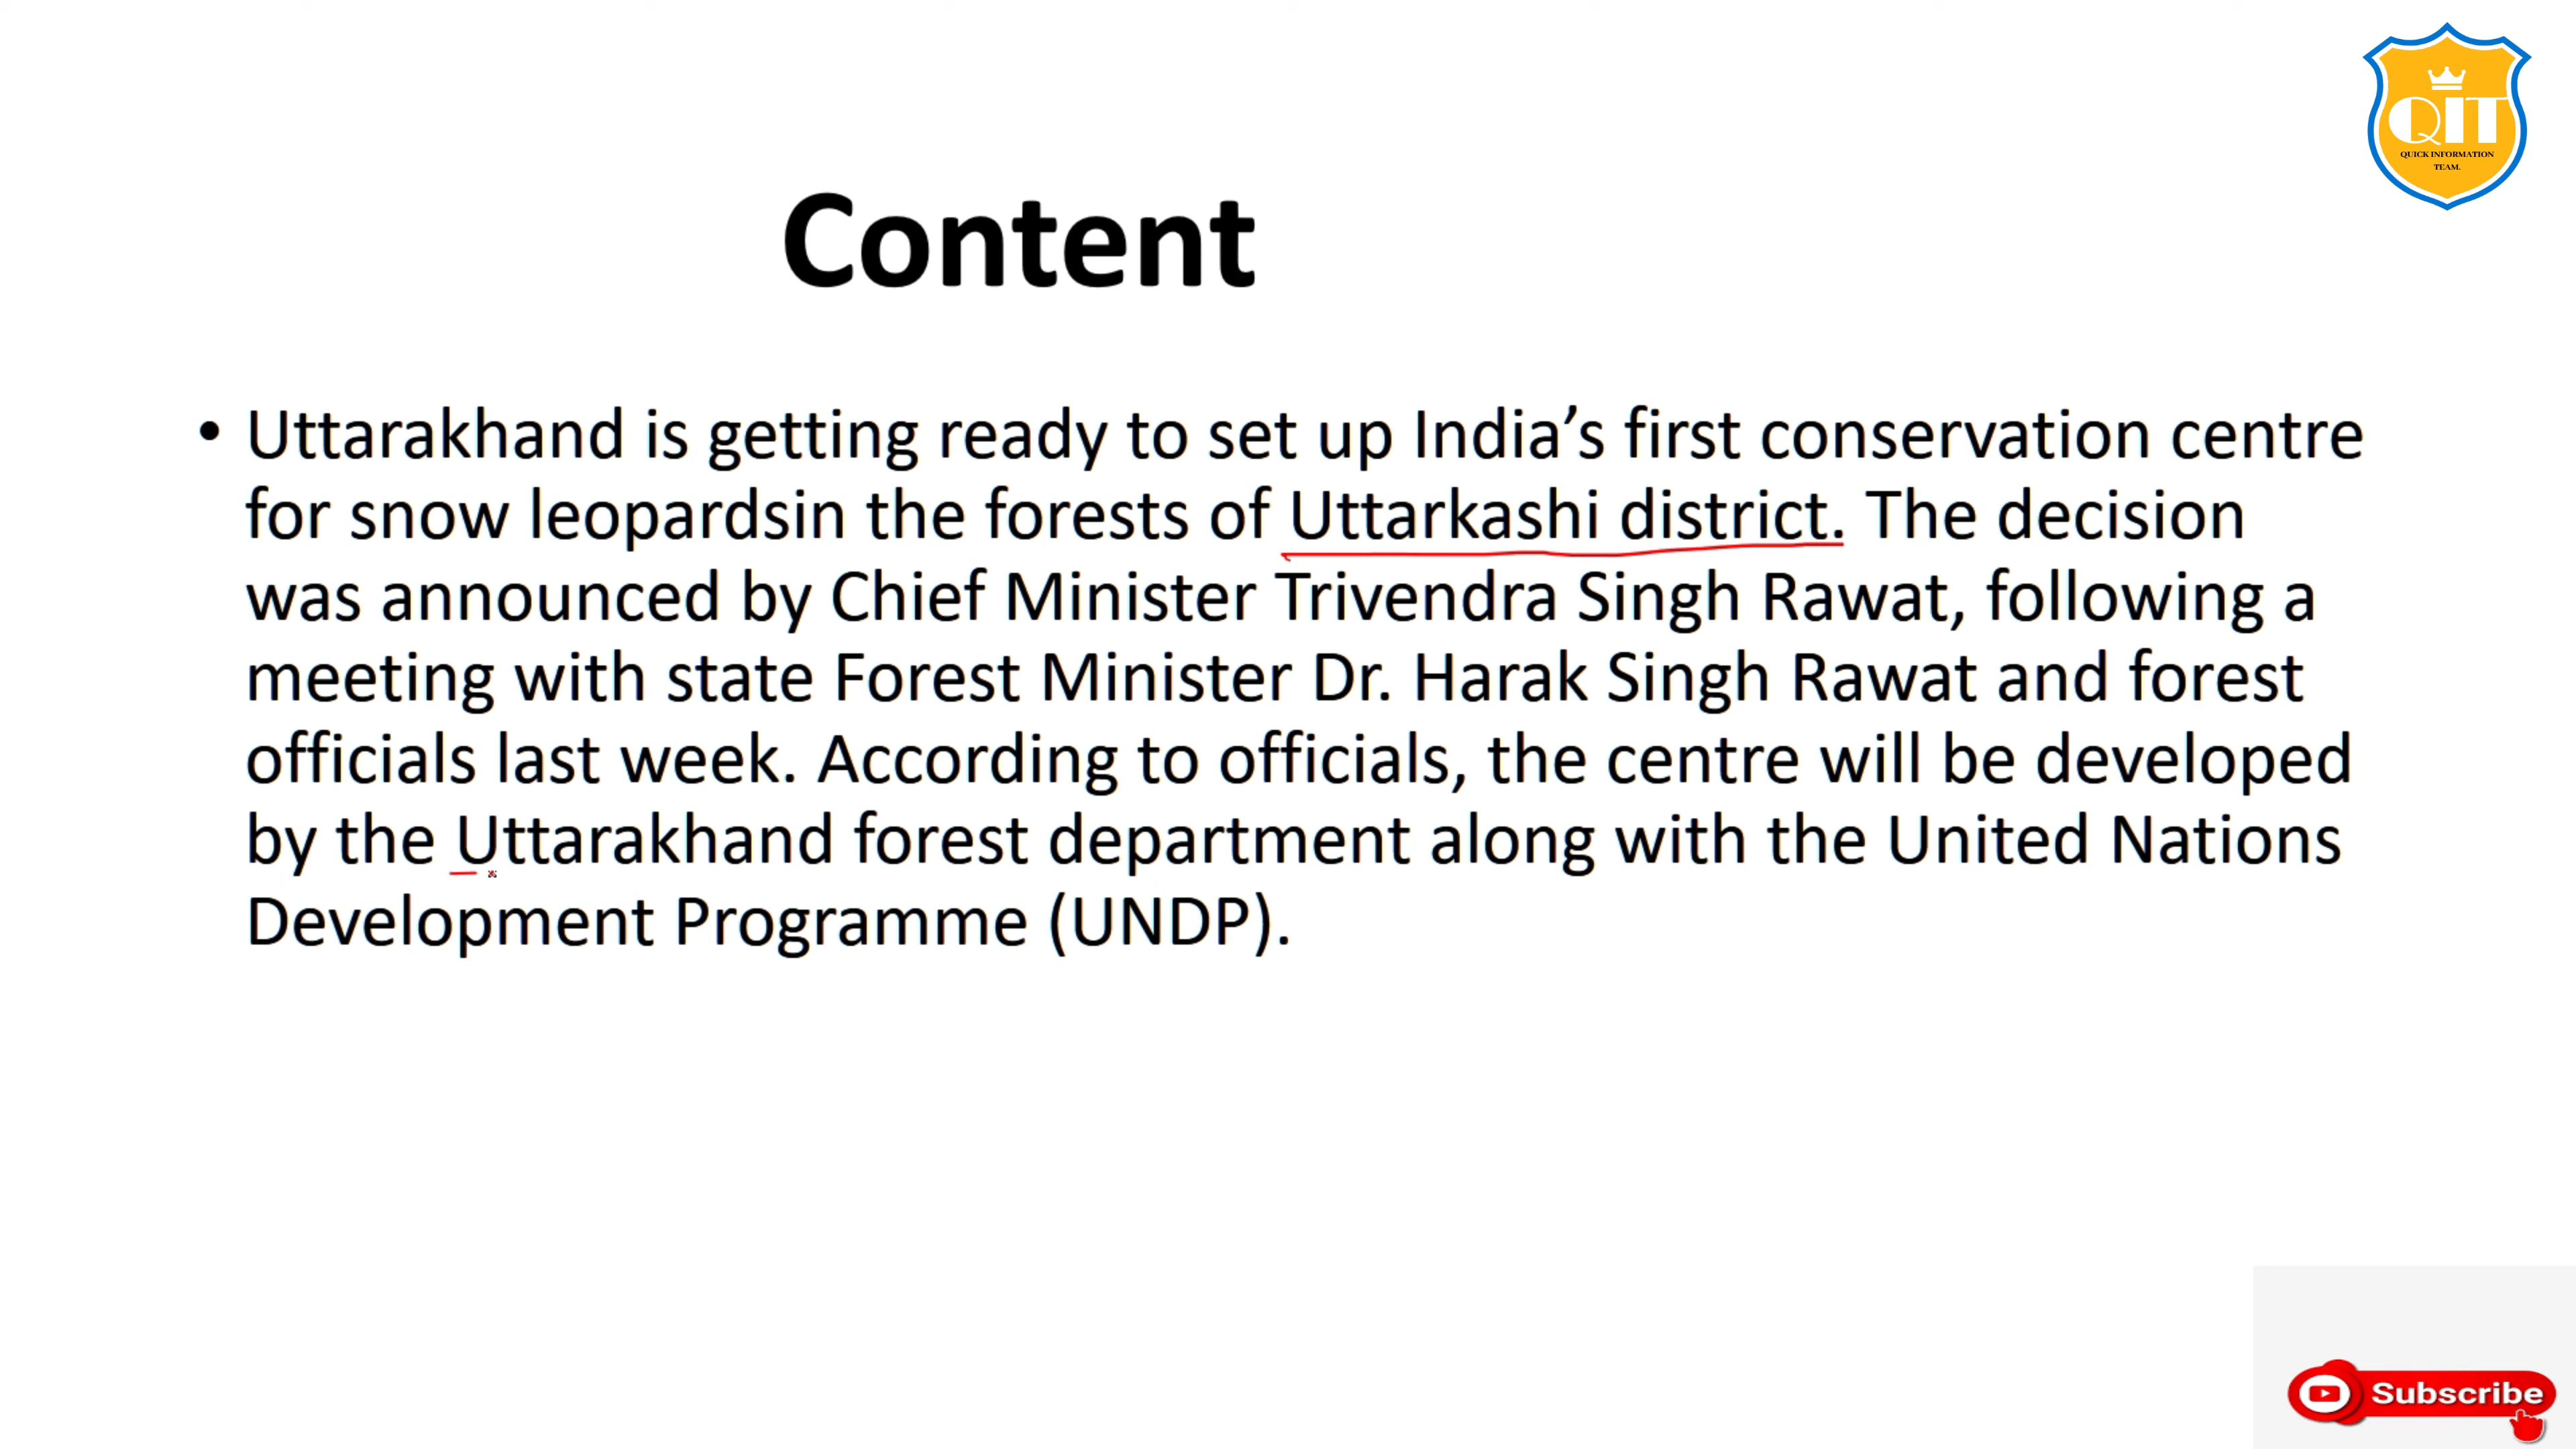 QIT
QUICK INFORMATION
TEAM.
Content
• Uttarakhand is getting ready to set up India’s first conservation centre
for snow leopardsin the forests of Uttarkashi district. The decision
was announced by Chief Minister Trivendra Singh Rawat, following a
meeting with state Forest Minister Dr. Harak Singh Rawat and forest
officials last week. According to officials, the centre will be developed
by the Uttarakhand forest department along with the United Nations
Development Programme (UNDP).
Subscribe